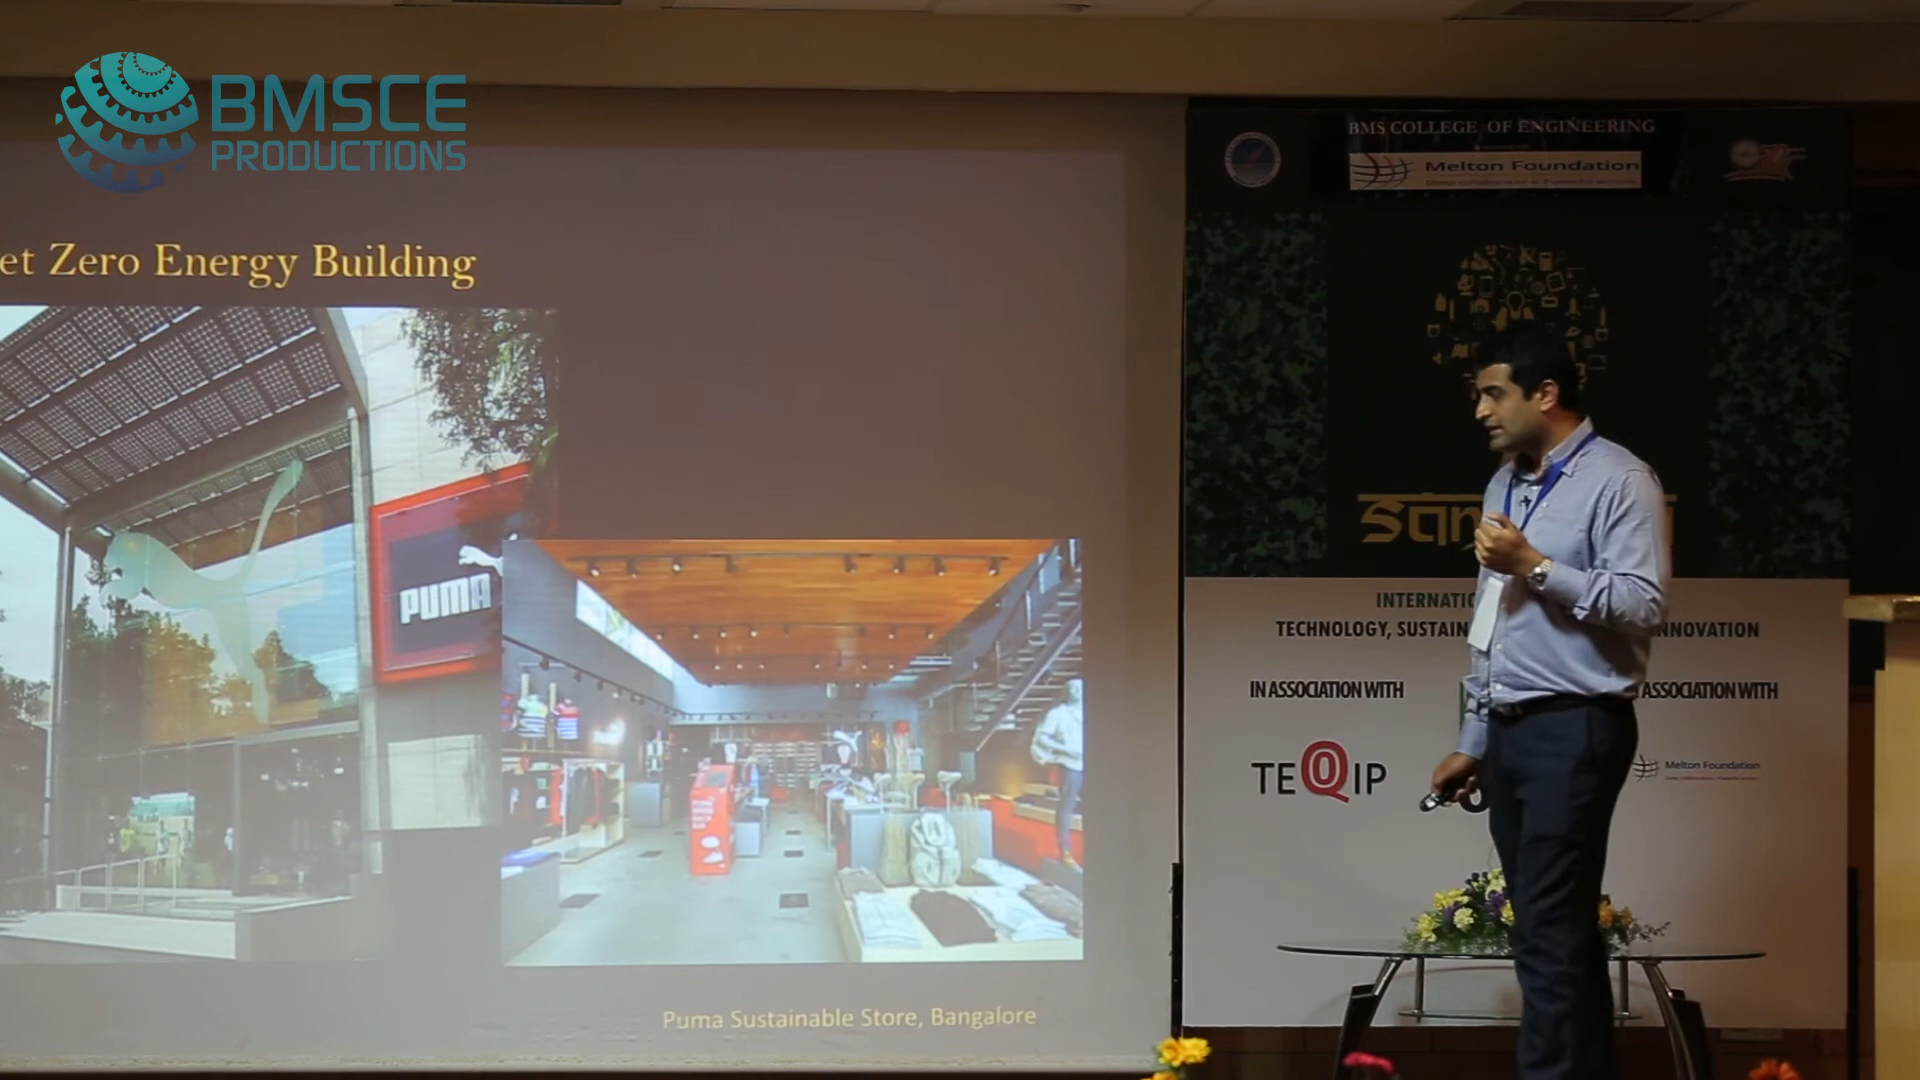 BMSCE
PRODUCTIONS
et Zero Energy Building
PUMA
Puma Sustainable Store, Bangalore
BMS COLLEGE OF ENGINEERING
Melton Foundation
INTERNATIO
TECHNOLOGY, SUSTAIN NNOVATION
IN ASSOCIATION WITH
ASSOCIATION WITH
TEQIP
Melton Foundation